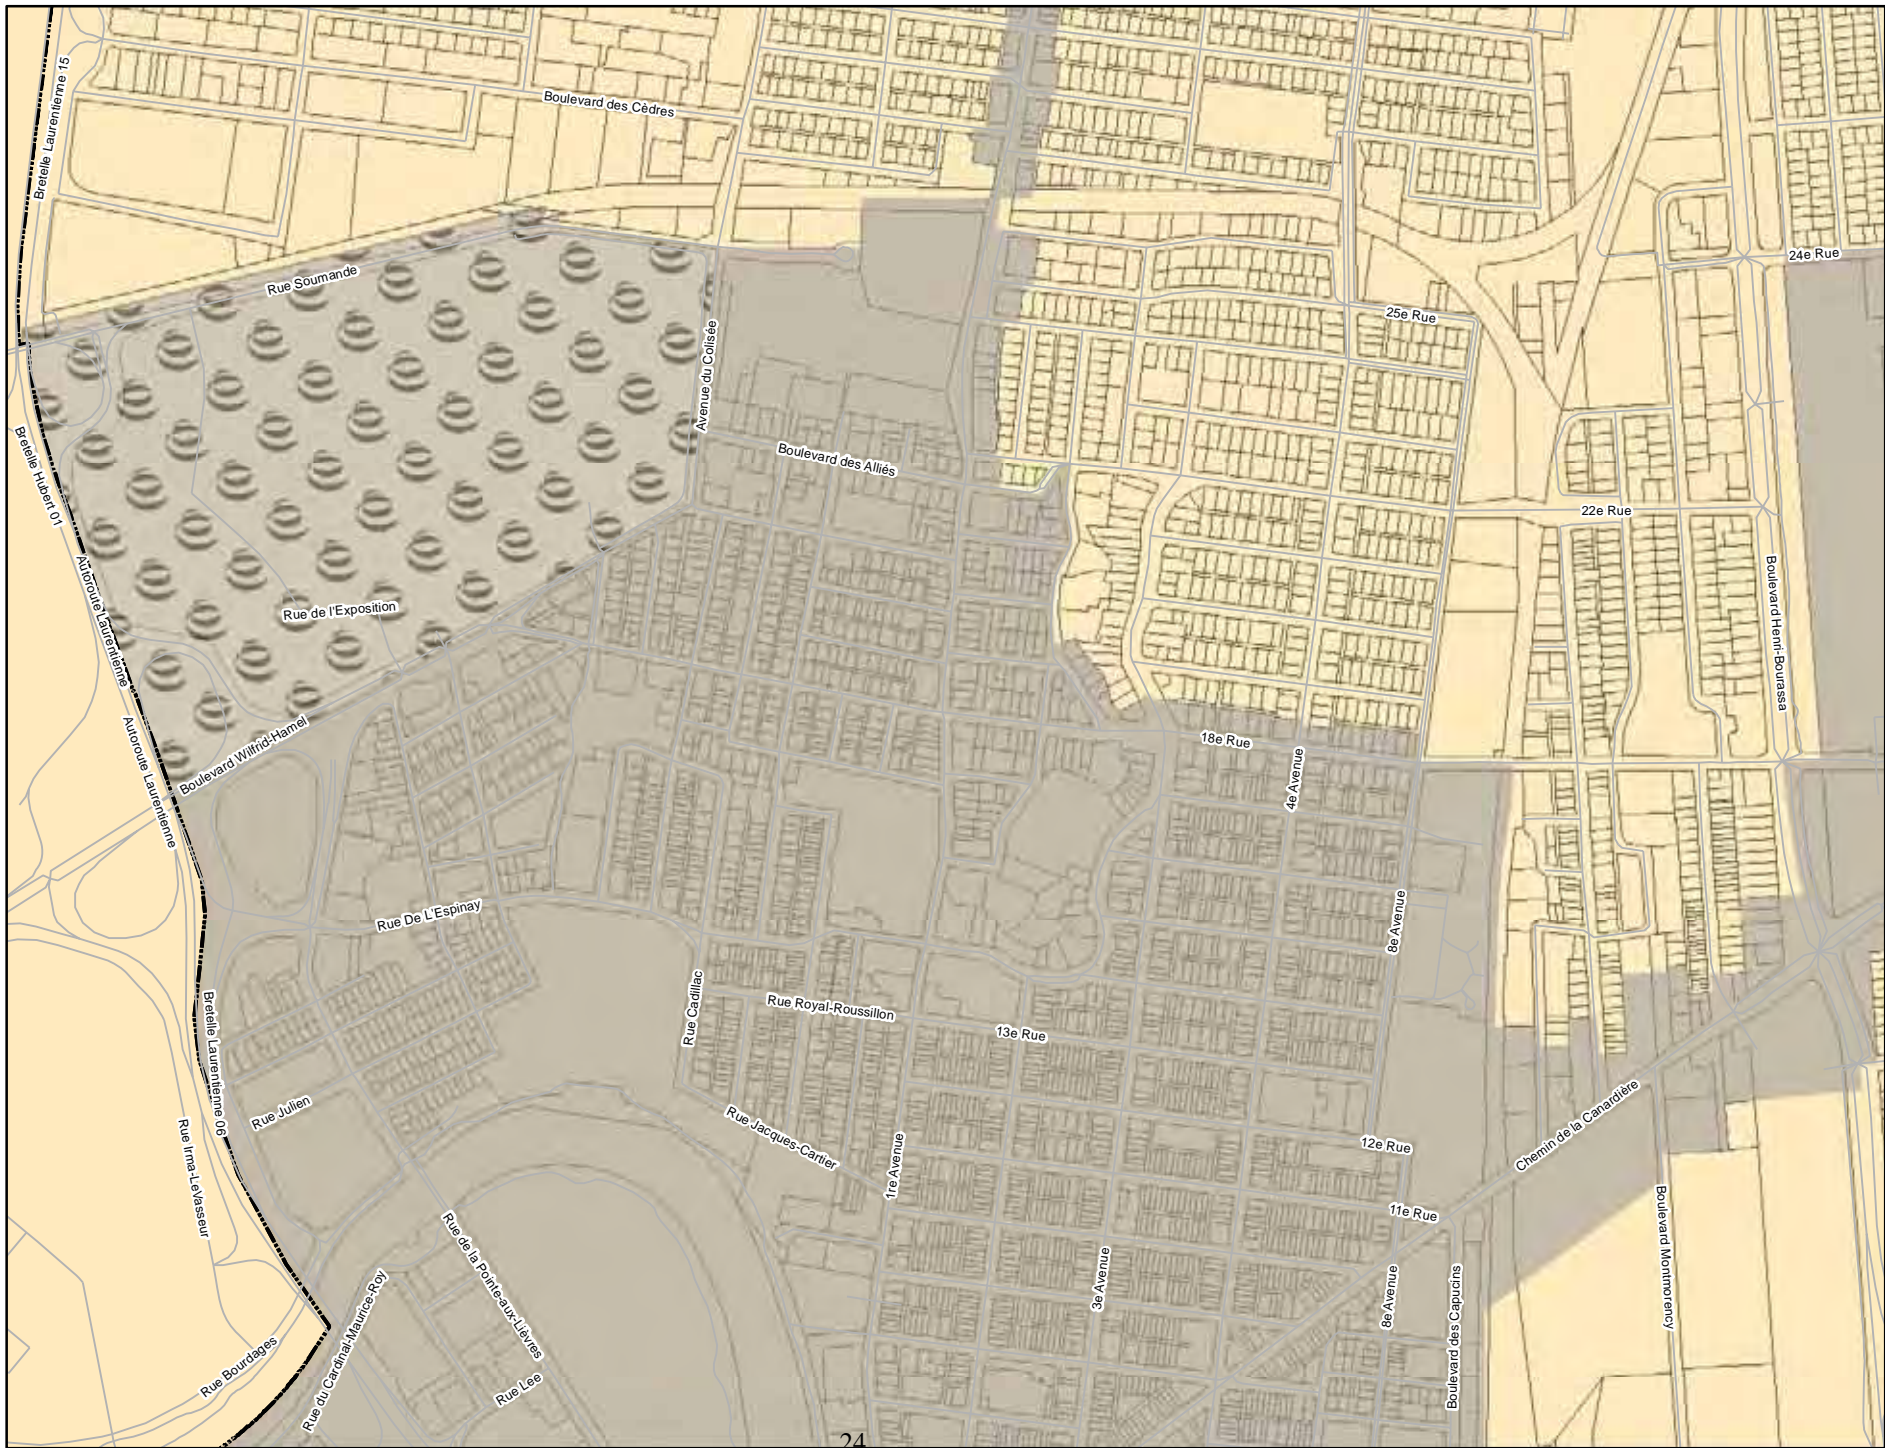 Bretelle Laurentienne 15
Boulevard des Cèdres
Rue Soumande
24e Rue
25e Rue
Avenue du Colisée
Boulevard des Alliés
Bretelle Hubert 01
22e Rue
Autoroute Laurentienne
Rue de l'Exposition
Boulevard Henri-Bourassa
Autoroute Laurentienne
Boulevard Wilfrid-Hamel
18e Rue
4e Avenue
Rue De L'Espinay
8e Avenue
Rue Cadillac
Rue Royal-Roussillon
13e Rue
Bretelle Laurentienne 06
Rue Julien
Rue Jacques-Cartier
1re Avenue
12e Rue
Chemin de la Canardière
Rue Irma-LeVasseur
11e Rue
Boulevard Montmorency
Rue de la Pointe-aux-Lièvres
3e Avenue
8e Avenue
Boulevard des Capucins
Rue du Cardinal-Maurice-Roy
Rue Bourdages
Rue Lee
24